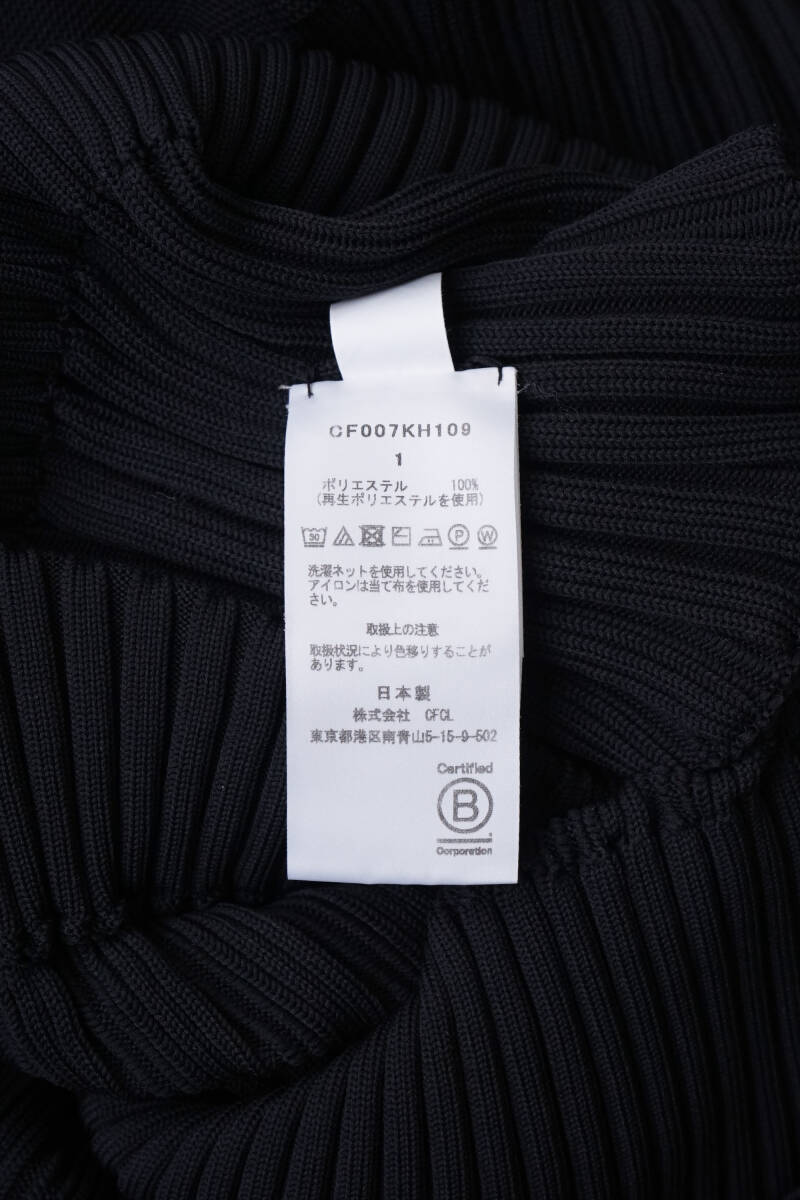 CF007KH109
1
ポリエステル 100%
(再生ポリエステルを使用)
30
P W
洗濯ネットを使用してください。
アイロンは当て布を使用してくだ
さい。
取扱上の注意
取扱状況により色移りすることが
あります。
日本製
株式会社 CFCL
東京都港区南青山5-15-9-502
Certified
B
Corporation